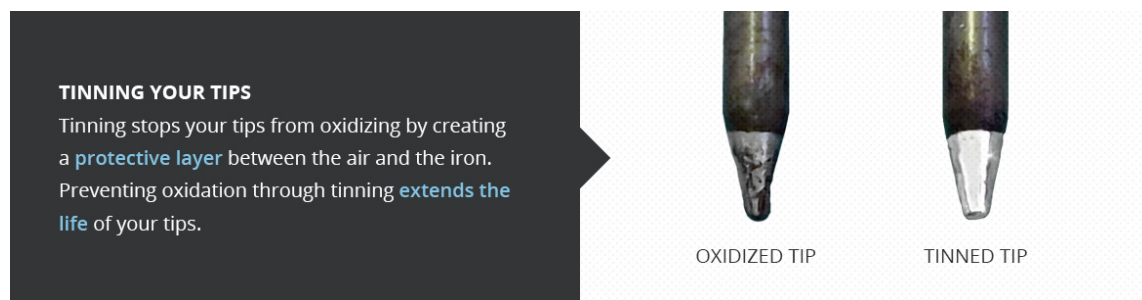 TINNING YOUR TIPS
Tinning stops your tips from oxidizing by creating
a protective layer between the air and the iron.
Preventing oxidation through tinning extends the
life of your tips.
OXIDIZED TIP
TINNED TIP